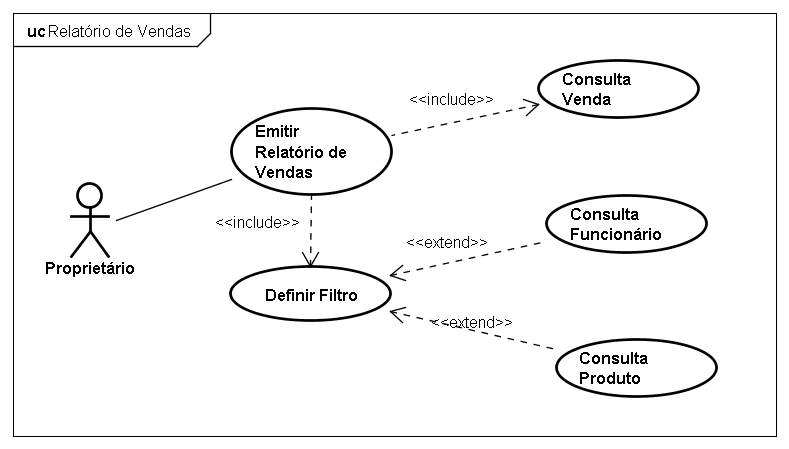 uc Relatório de Vendas
Consulta
Venda
<<include>>
Emitir
Relatório de
Vendas
Proprietário
<<include>>
Consulta
Funcionário
<<extend>>
Definir Filtro
<<extend>>
Consulta
Produto